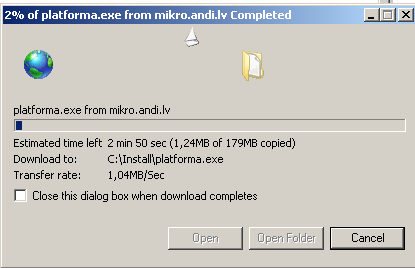 2% of platforma.exe from mikro.andi.lv Completed
platforma.exe from mikro.andi.lv
Estimated time left 2 min 50 sec (1,24MB of 179MB copied)
Download to: C:\Install\platforma.exe
Transfer rate: 1,04MB/Sec
Close this dialog box when download completes
Open Open Folder Cancel